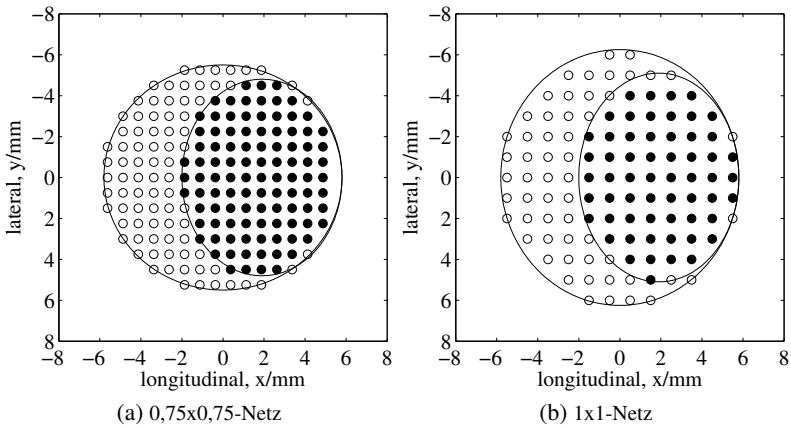 −8
−6
−4
−2
0
2
4
6
8
lateral, y/mm
−8 −6 −4 −2 0 2 4 6 8
longitudinal, x/mm
(a) 0,75x0,75-Netz
−8
−6
−4
−2
0
2
4
6
8
lateral, y/mm
−8 −6 −4 −2 0 2 4 6 8
longitudinal, x/mm
(b) 1x1-Netz